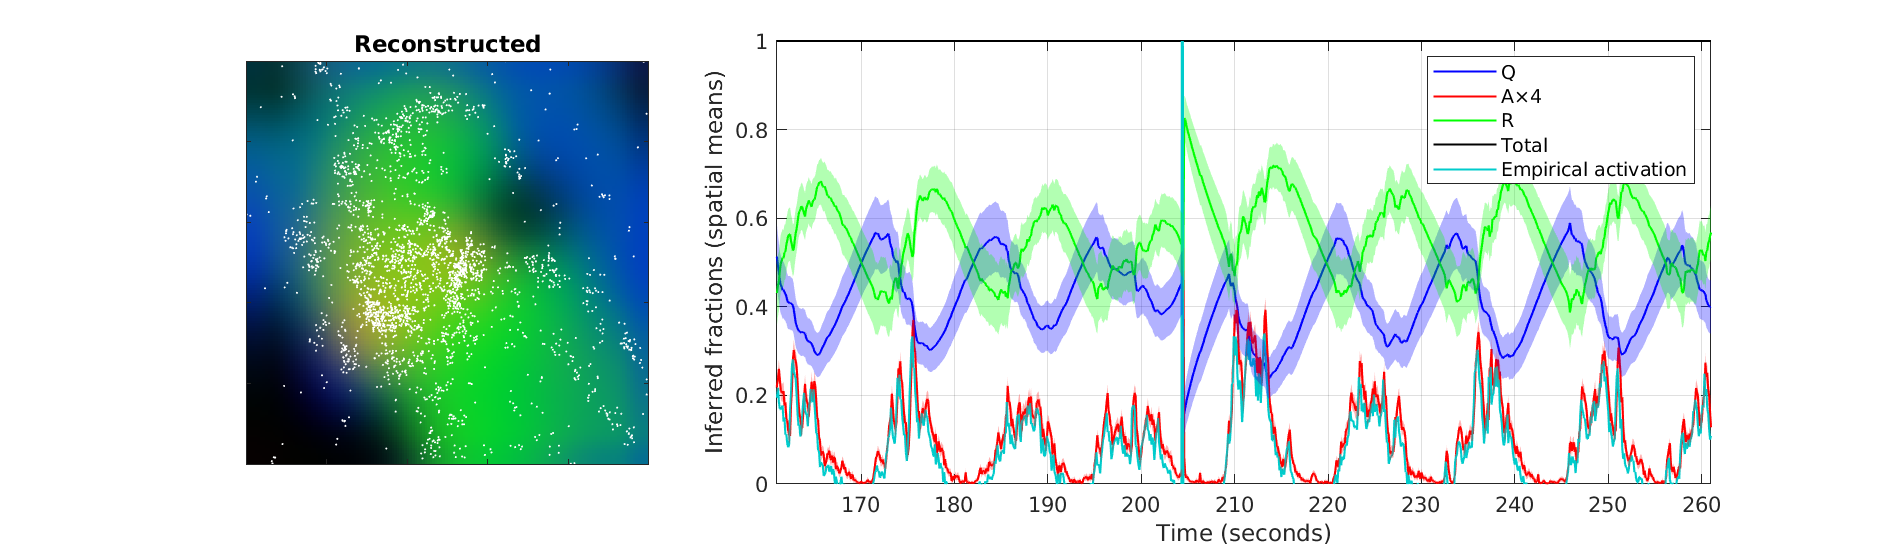 Reconstructed
Inferred fractions (spatial means)
1
0.8
0.6
0.4
0.2
0
170
180
190
200
210
220
230
240
250
260
Time (seconds)
Q
A×4
R
Total
Empirical activation